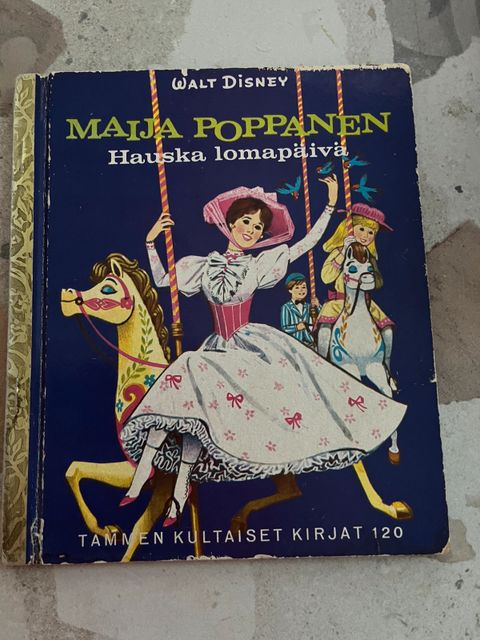 WALT DISNEY
MAIJA POPPANEN
Hauska lomapäivä
TAMMEN KULTAISET KIRJAT 120